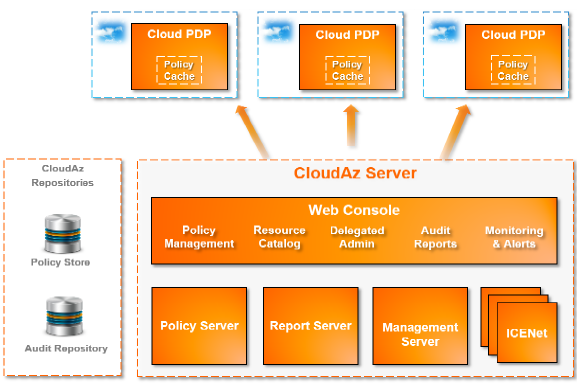 Cloud PDP
Policy
Cache
Cloud PDP
Policy
Cache
Cloud PDP
Policy
Cache
CloudAz
Repositories
Policy Store
Audit Repository
CloudAz Server
Web Console
Policy
Management
Resource
Catalog
Delegated
Admin
Audit
Reports
Monitoring
& Alerts
Policy Server
Report Server
Management
Server
ICENet